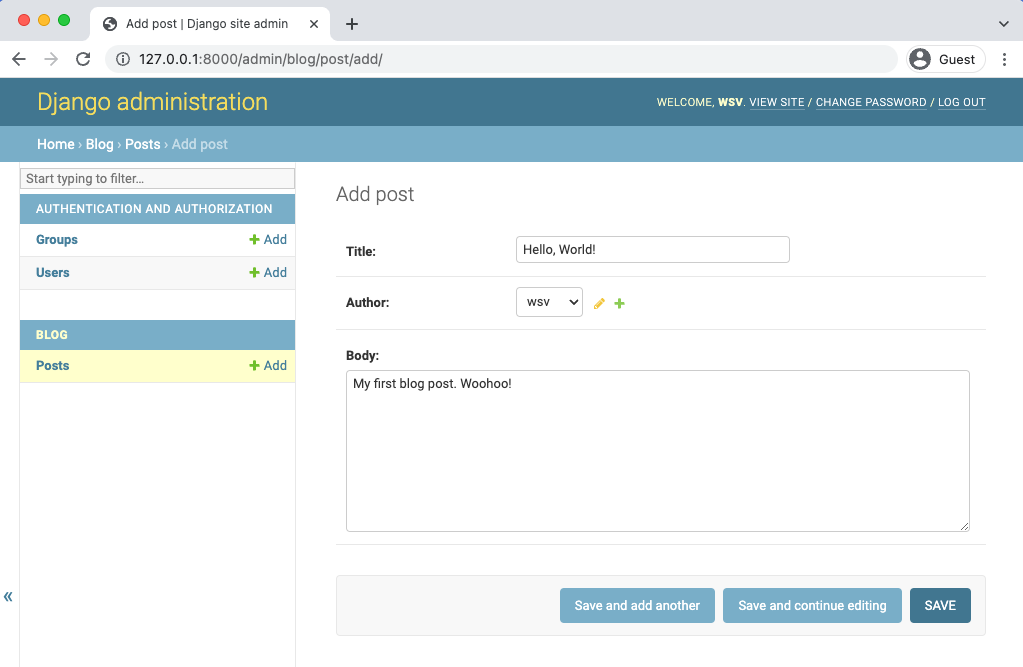 Add post | Django site admin
127.0.0.1:8000/admin/blog/post/add/
Guest
Django administration
WELCOME, WSV. VIEW SITE / CHANGE PASSWORD / LOG OUT
Home › Blog › Posts › Add post
Start typing to filter...
AUTHENTICATION AND AUTHORIZATION
Groups + Add
Users + Add
BLOG
Posts + Add
Add post
Title: Hello, World!
Author: wsv
Body:
My first blog post. Woohoo!
«
Save and add another Save and continue editing SAVE